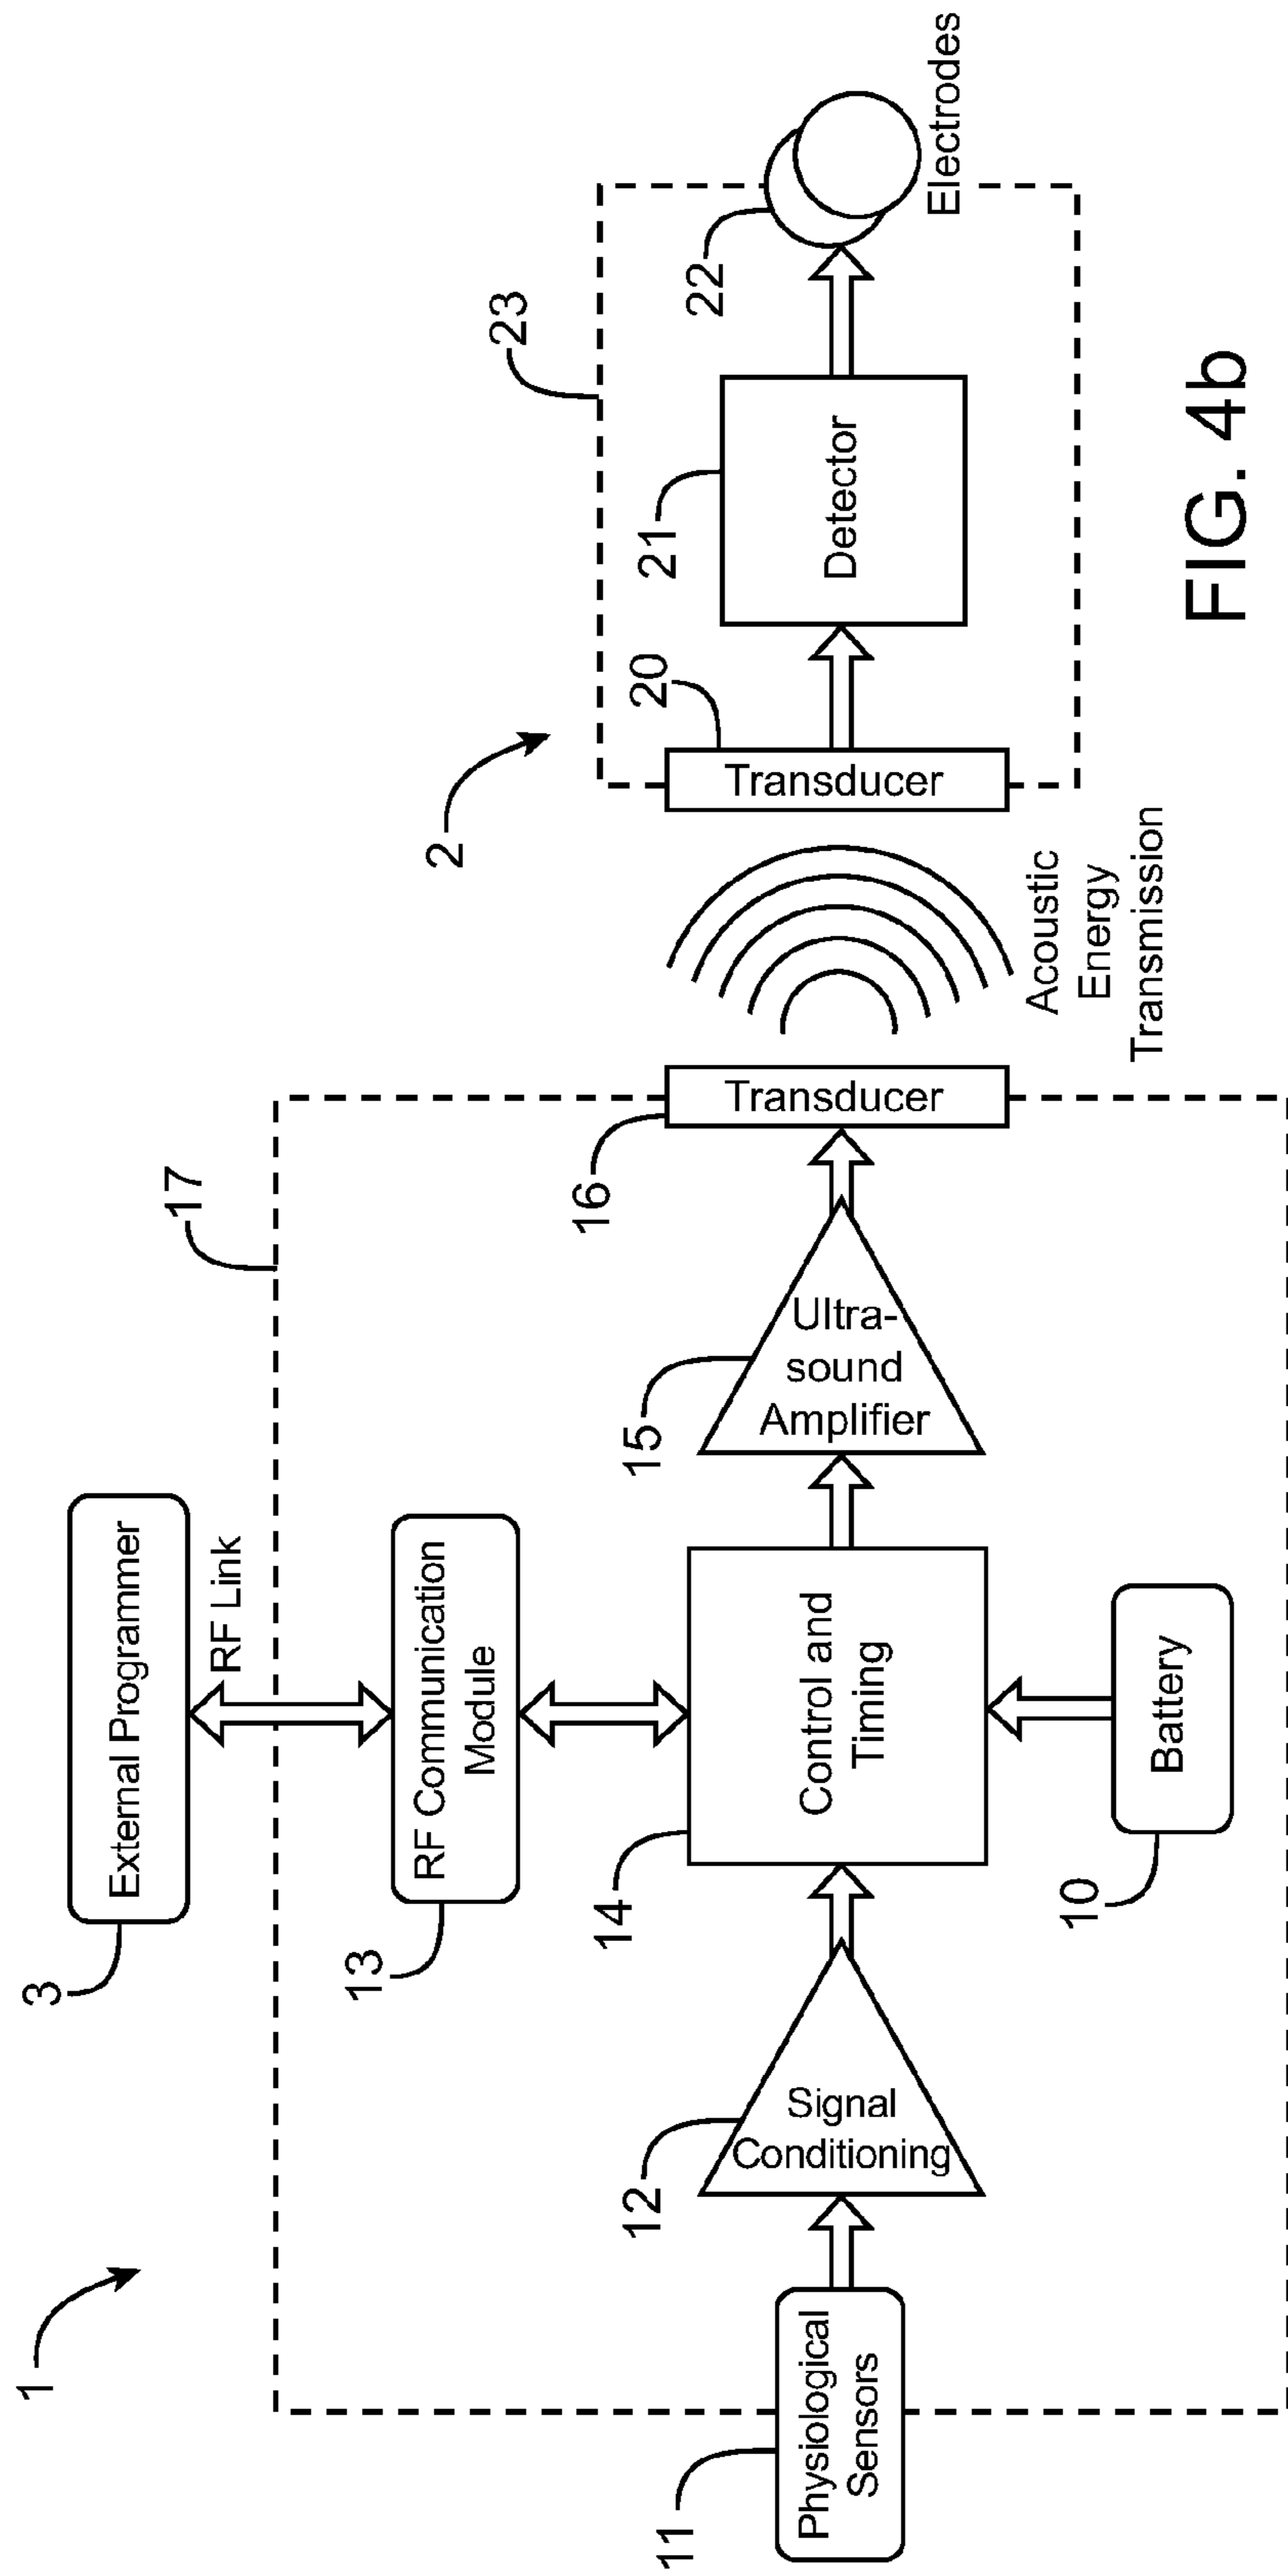 1
3
External Programmer
RF Link
17
13
RF Communication
Module
11
Physiological
Sensors
12
Signal
Conditioning
14
Control and
Timing
10
Battery
15
Ultra-
sound
Amplifier
16
Transducer
Acoustic
Energy
Transmission
2
23
20
Transducer
21
Detector
22
Electrodes
FIG. 4b